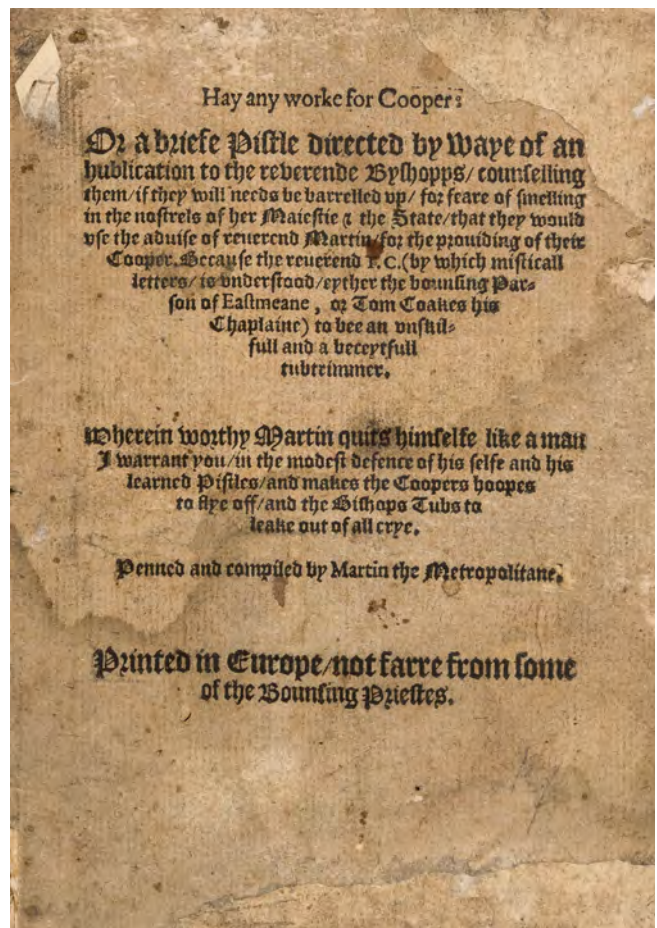 Hay any worke for Cooper:
Or a briefe Pistle directed by Waye of an
hublication to the reverende Byshopps/ counselling
them/ if they will needs be barrelled vp/ for feare of smelling
in the nostrels of her Maiestie & the State/ that they would
vse the aduise of reuerend Martin/ for the prouiding of their
Cooper. Because the reuerend T.C. (by which misticall
letters/ is vnderstood/ eyther the bounsing Par-
son of Eastmeane, or Tom Coakes his
Chaplaine) to bee an vnskil-
full and a beceytfull
tubtrimmer.
Wherein worthy Martin quits himselfe like a man
I warrant you/ in the modest defence of his selfe and his
learned Pistles/ and makes the Coopers hoopes
to flye off/ and the Bishops Tubs to
leake out of all crye.
Penned and compiled by Martin the Metropolitane.
Printed in Europe/ not farre from some
of the Bounsing Priestes.